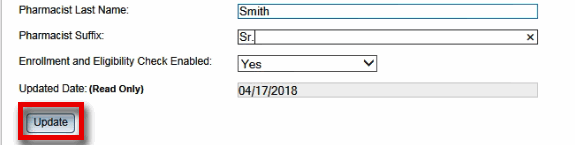 Pharmacist Last Name: Smith
Pharmacist Suffix: Sr.
Enrollment and Eligibility Check Enabled: Yes
Updated Date: (Read Only) 04/17/2018
Update